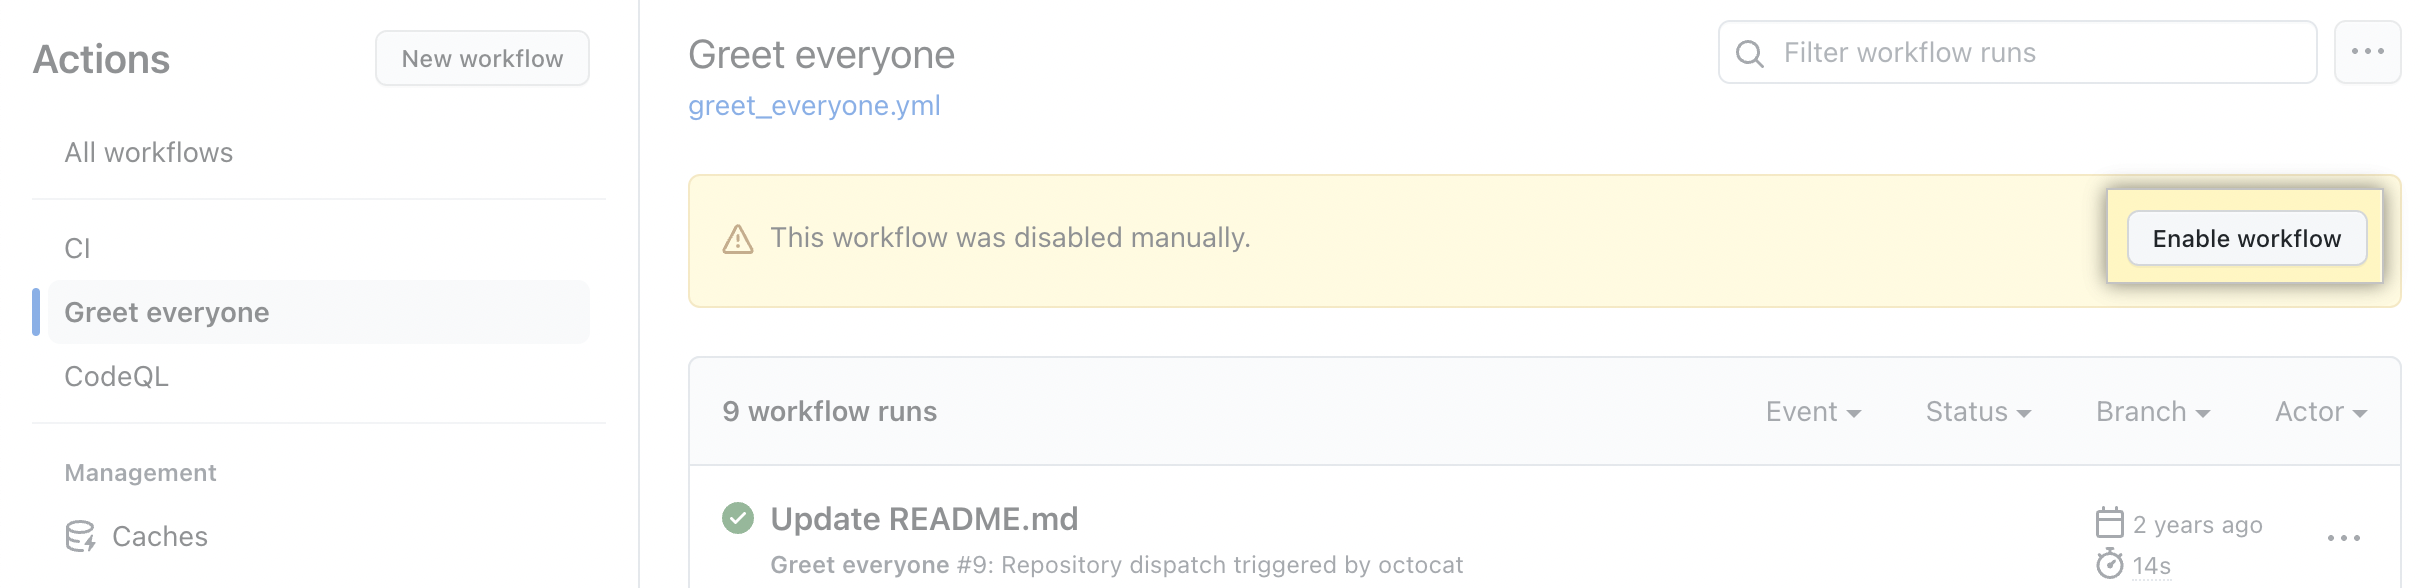 Actions
New workflow
All workflows
CI
Greet everyone
CodeQL
Management
Caches
Greet everyone
greet_everyone.yml
Filter workflow runs
This workflow was disabled manually.
Enable workflow
9 workflow runs
Event
Status
Branch
Actor
Update README.md
Greet everyone #9: Repository dispatch triggered by octocat
2 years ago
14s